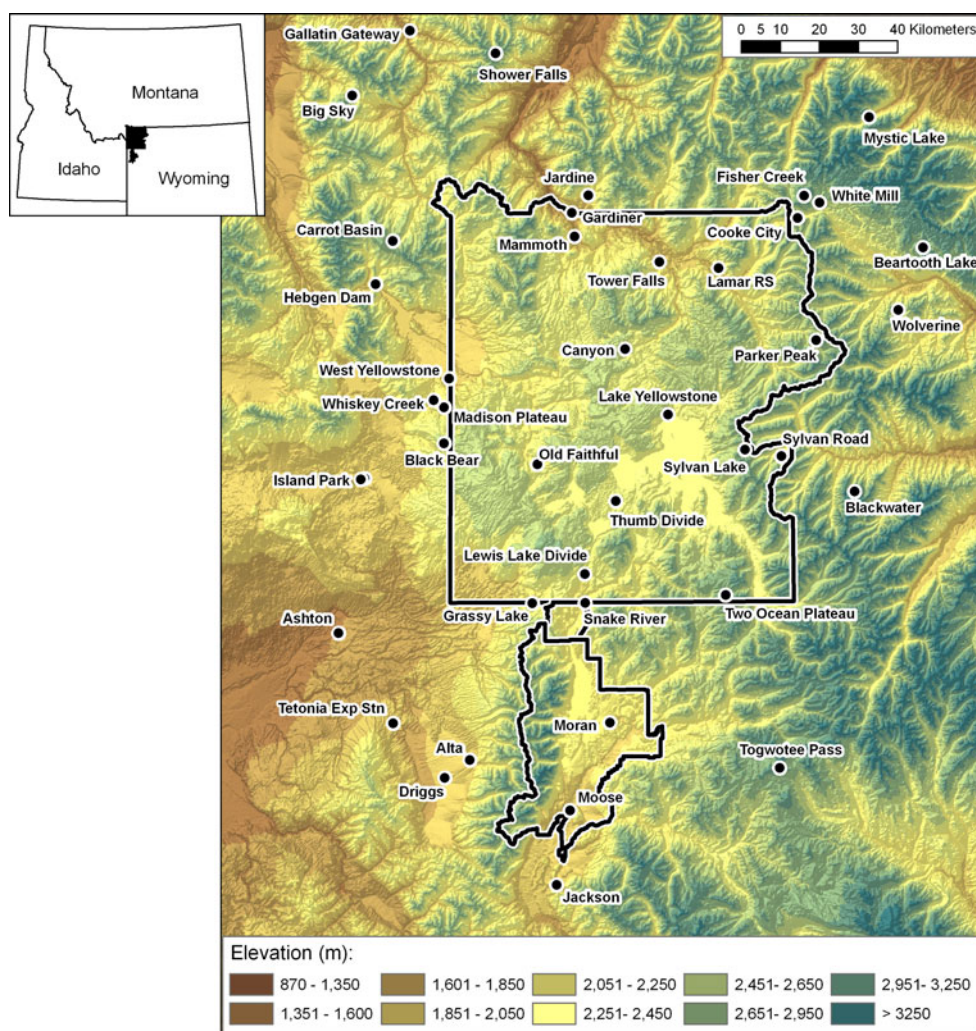 Gallatin Gateway
Shower Falls
Big Sky
0 5 10 20 30 40 Kilometers
Montana
Idaho
Wyoming
Mystic Lake
Jardine
Fisher Creek
White Mill
Gardiner
Cooke City
Carrot Basin
Mammoth
Beartooth Lake
Tower Falls
Lamar RS
Hebgen Dam
Wolverine
Canyon
Parker Peak
West Yellowstone
Lake Yellowstone
Whiskey Creek
Madison Plateau
Sylvan Road
Black Bear
Old Faithful
Sylvan Lake
Island Park
Blackwater
Thumb Divide
Lewis Lake Divide
Grassy Lake
Snake River
Two Ocean Plateau
Ashton
Tetonia Exp Stn
Moran
Alta
Togwotee Pass
Driggs
Moose
Jackson
Elevation (m):
870 - 1,350
1,601 - 1,850
2,051 - 2,250
2,451- 2,650
2,951- 3,250
1,351 - 1,600
1,851 - 2,050
2,251- 2,450
2,651- 2,950
> 3250